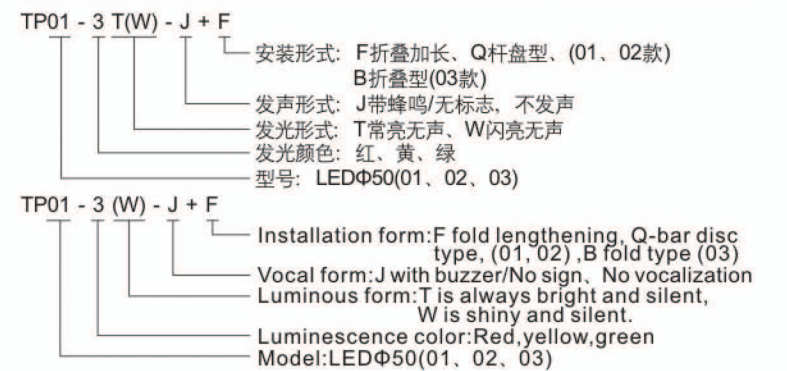 TP01 - 3 T(W) - J + F
安装形式: F折叠加长、Q杆盘型、(01、02款)
B折叠型(03款)
发声形式: J带蜂鸣/无标志，不发声
发光形式: T常亮无声、W闪亮无声
发光颜色: 红、黄、绿
型号: LEDΦ50(01、02、03)
TP01 - 3 (W) - J + F
Installation form:F fold lengthening, Q-bar disc
type, (01, 02) ,B fold type (03)
Vocal form:J with buzzer/No sign、No vocalization
Luminous form:T is always bright and silent,
W is shiny and silent.
Luminescence color:Red,yellow,green
Model:LEDΦ50(01、02、03)